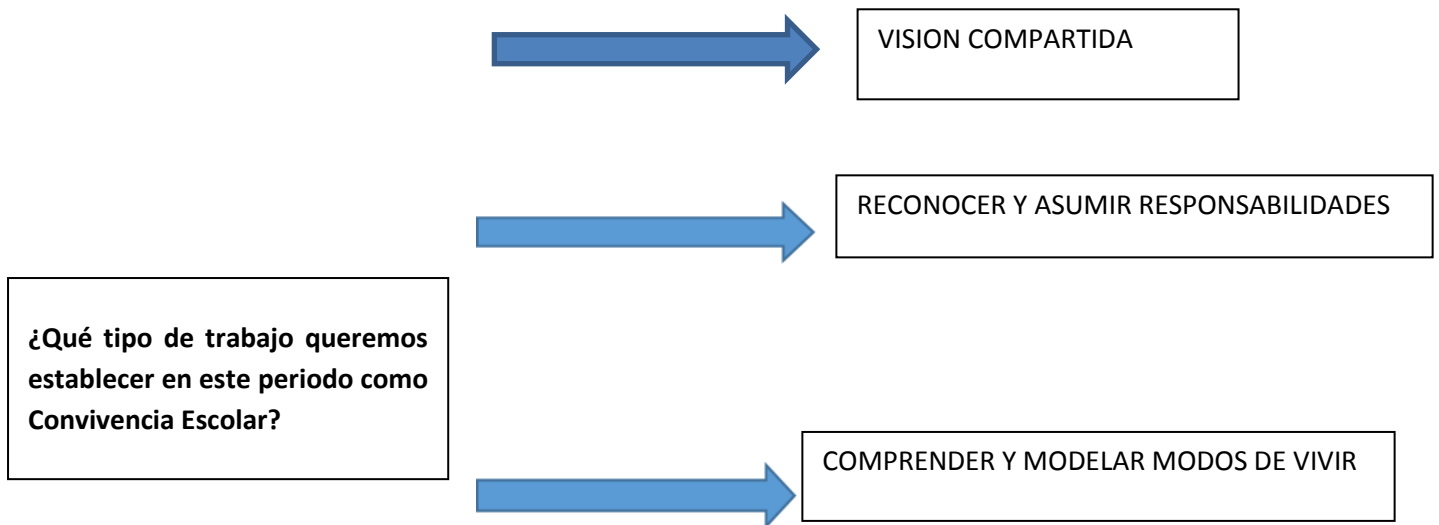 VISION COMPARTIDA
RECONOCER Y ASUMIR RESPONSABILIDADES
¿Qué tipo de trabajo queremos
establecer en este periodo como
Convivencia Escolar?
COMPRENDER Y MODELAR MODOS DE VIVIR